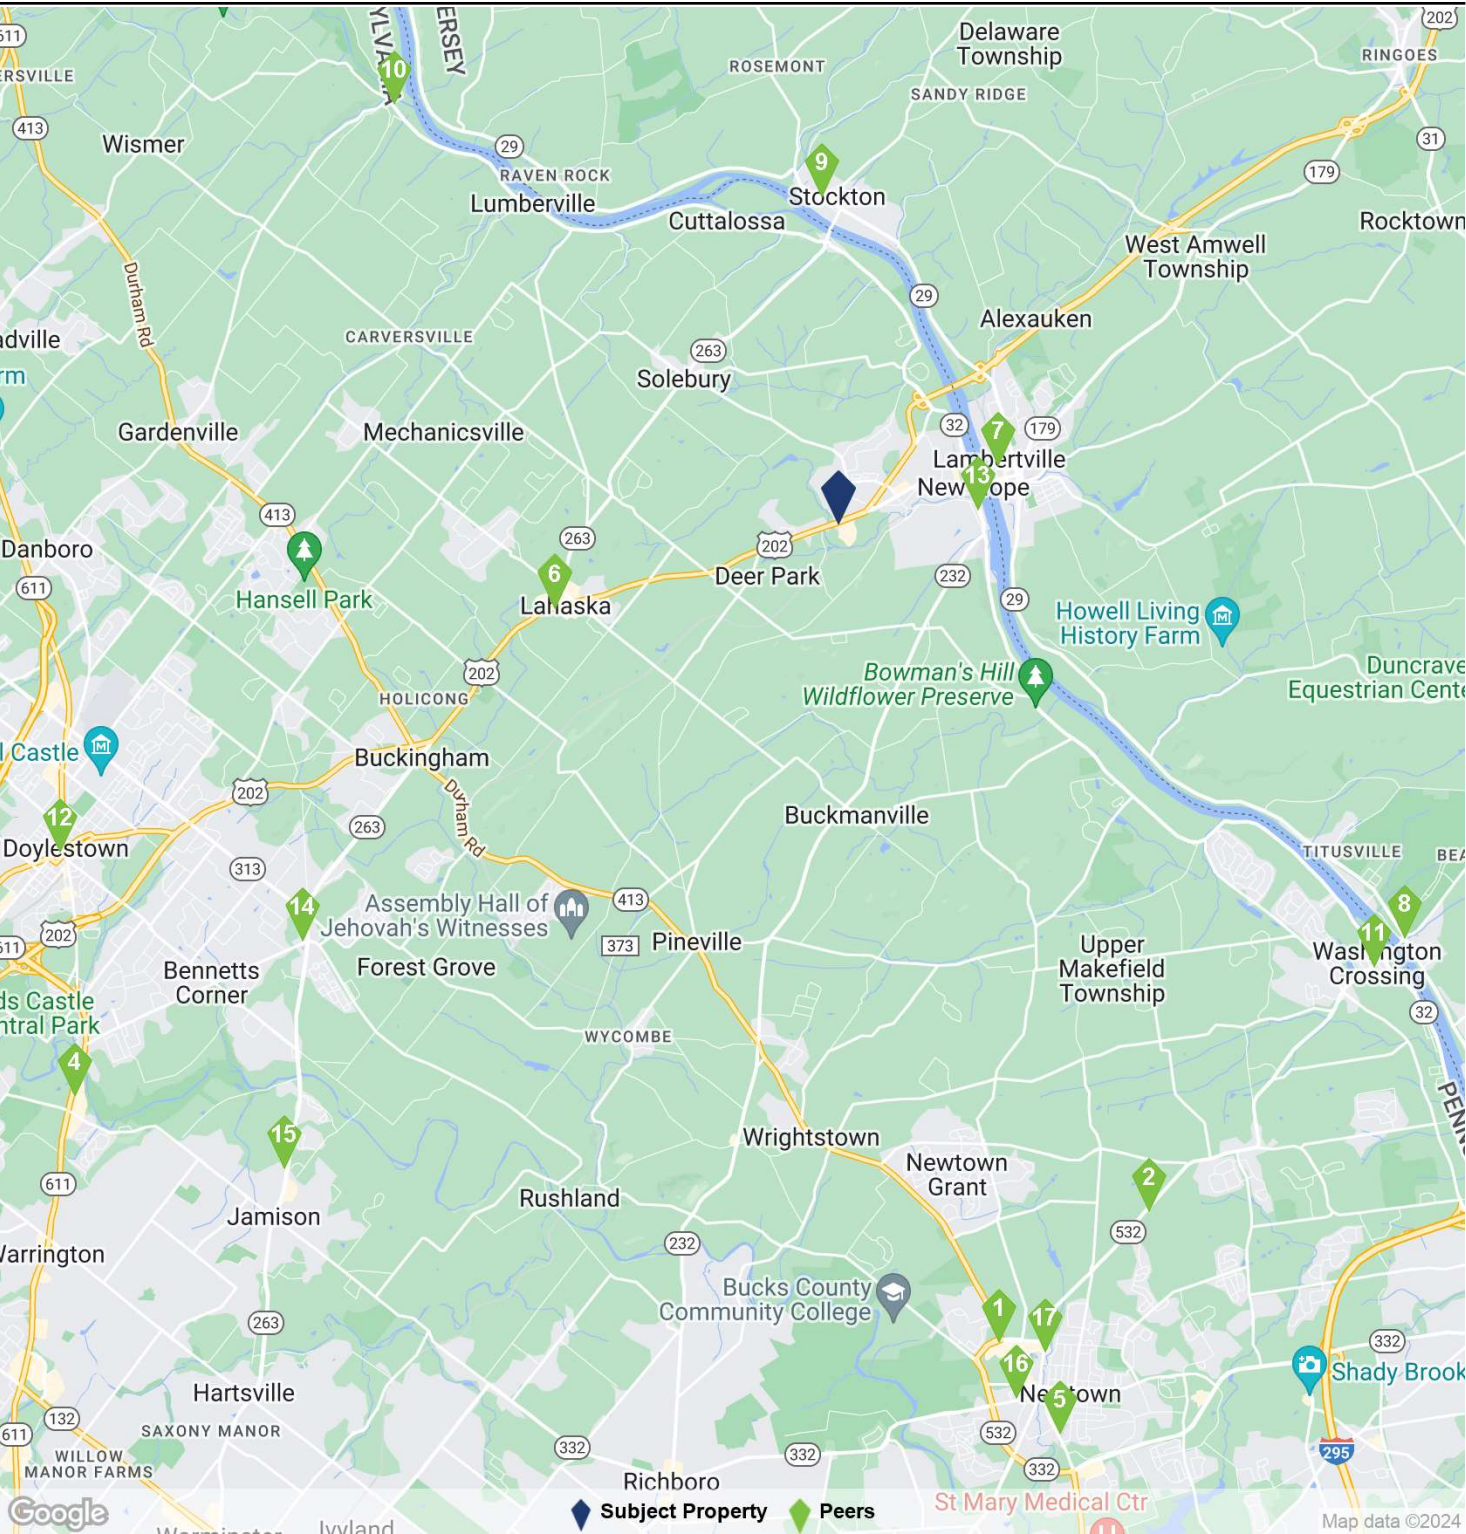 202
611
ERSVILLE
YLVANIA
ERSEY
Delaware
Township
ROSEMONT
RINGOES
SANDY RIDGE
10
413
Wismer
29
31
179
RAVEN ROCK
9
Stockton
Lumberville
Cuttalossa
Rocktown
West Amwell
Township
Durham Rd
29
Alexauken
adville
CARVERSVILLE
263
Solebury
rm
Gardenville
Mechanicsville
32
7
179
Lambertville
13
New Hope
413
263
202
Danboro
6
Deer Park
232
611
Hansell Park
Lahaska
29
Howell Living
History Farm
202
Bowman's Hill
Wildflower Preserve
Duncrave
Equestrian Cente
HOLICONG
l Castle
Buckingham
202
Durham Rd
12
263
Buckmanville
Doylestown
313
TITUSVILLE
BEA
14
Assembly Hall of
Jehovah's Witnesses
413
8
202
611
373
Pineville
11
Washington
Crossing
Bennetts
Corner
Forest Grove
Upper
Makefield
Township
ds Castle
ntral Park
32
WYCOMBE
4
PENNS
15
Wrightstown
Newtown
Grant
611
2
Rushland
Jamison
532
232
Warrington
Bucks County
Community College
1
17
263
332
16
Shady Brook
Hartsville
Newtown
5
132
SAXONY MANOR
611
532
332
332
295
WILLOW
MANOR FARMS
332
Richboro
St Mary Medical Ctr
Google
Subject Property
Peers
Map data ©2024
Warminster
Ivyland